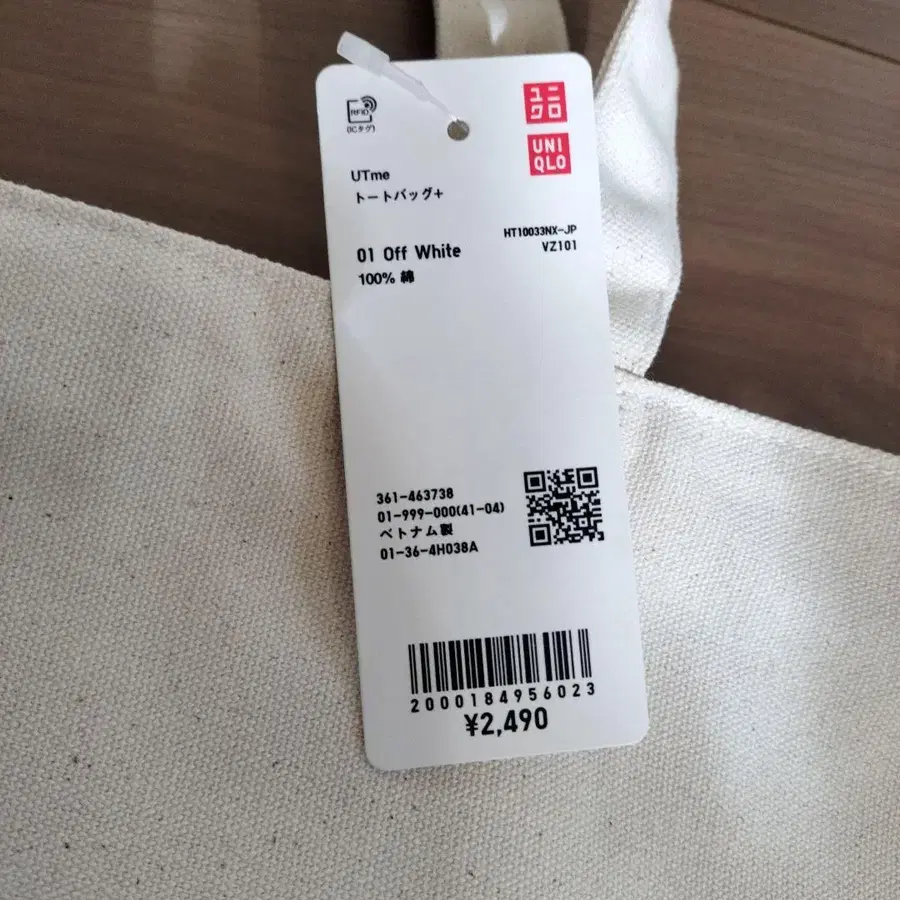 RFID
(ICタグ)
ユニ
クロ
UNI
QLO
UTme
トートバッグ+
HT10033NX-JP
VZ101
01 Off White
100% 綿
361-463738
01-999-000(41-04)
ベトナム製
01-36-4H038A
2000184956023
¥2,490